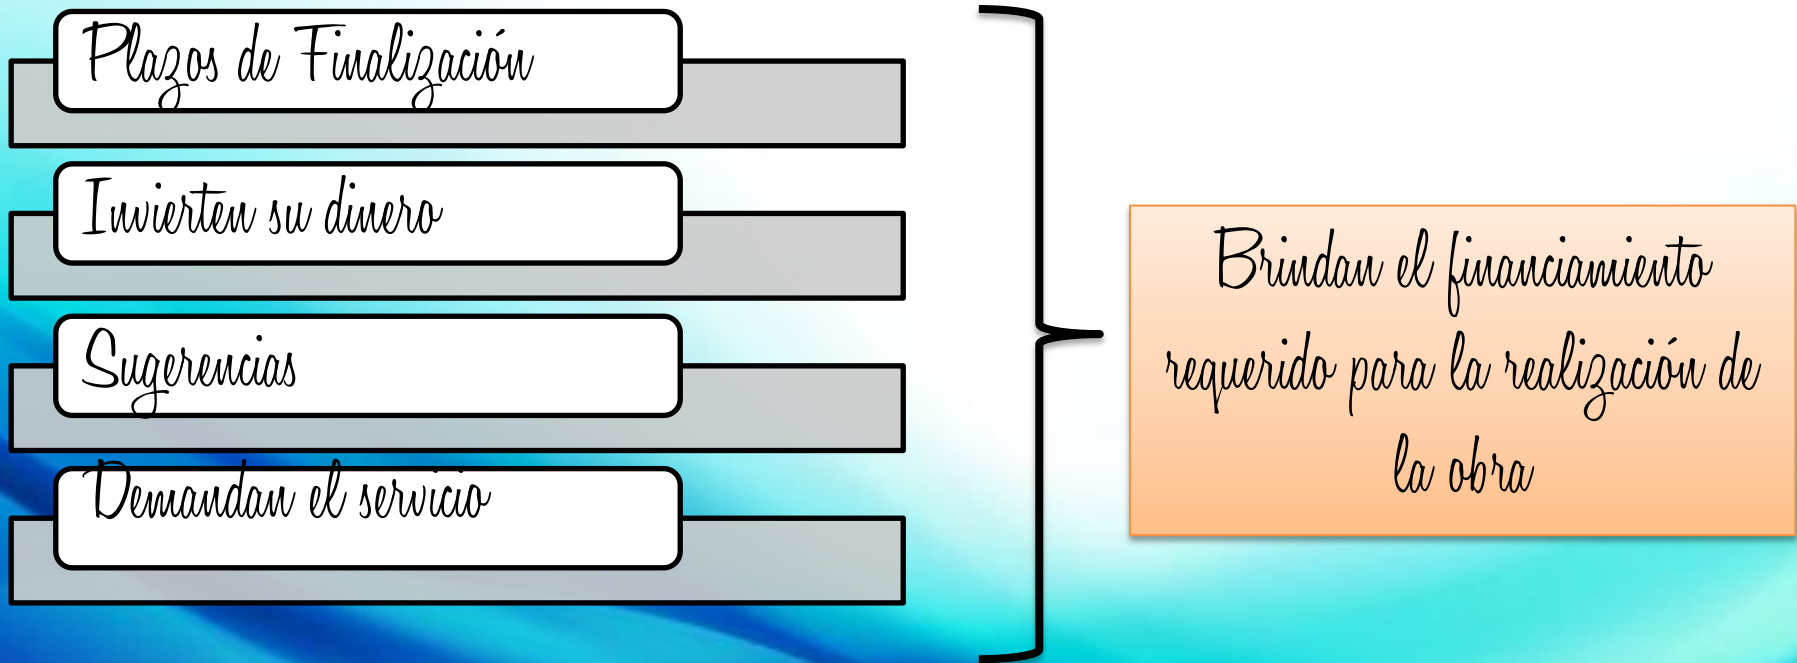 Plazos de Finalización
Invierten su dinero
Sugerencias
Demandan el servicio
Brindan el financiamiento
requerido para la realización de
la obra